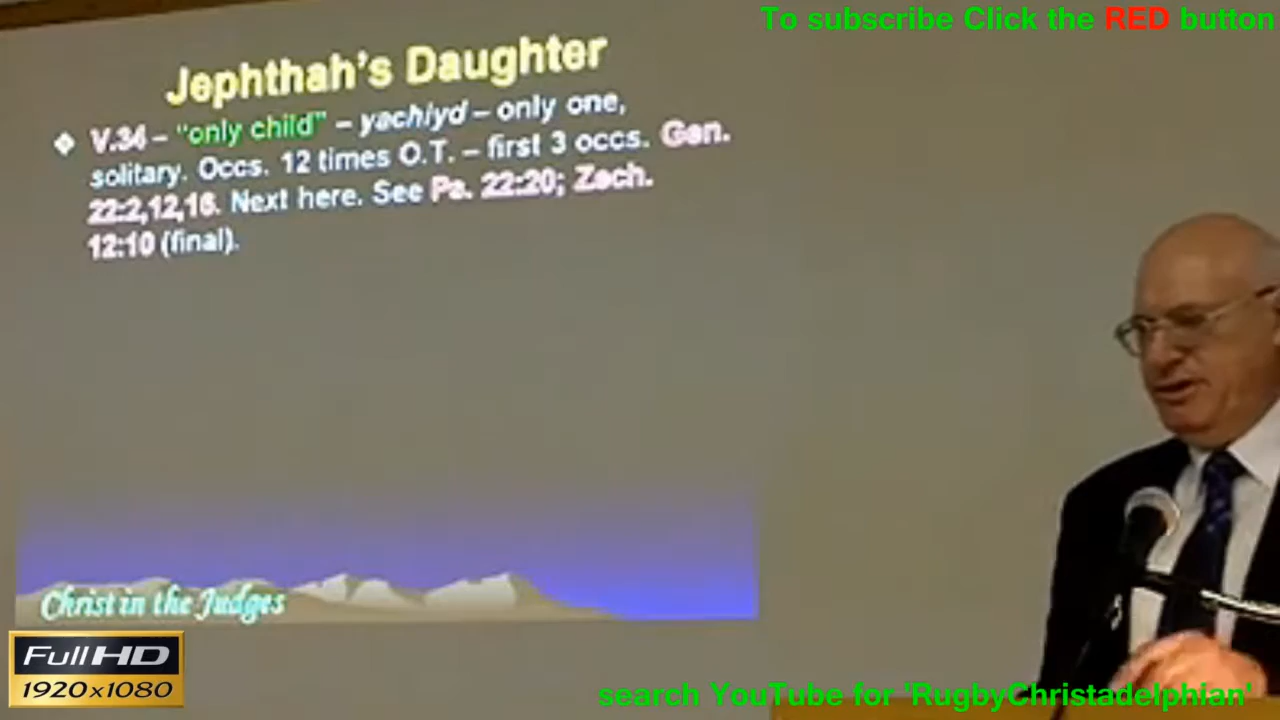 To subscribe Click the RED button
Jephthah's Daughter
V.34 – "only child" – yachiyd – only one,
solitary. Occs. 12 times O.T. – first 3 occs. Gen.
22:2,12,16. Next here. See Ps. 22:20; Zech.
12:10 (final).
Christ in the Judges
Full HD
1920x1080
search YouTube for 'RugbyChristadelphian'